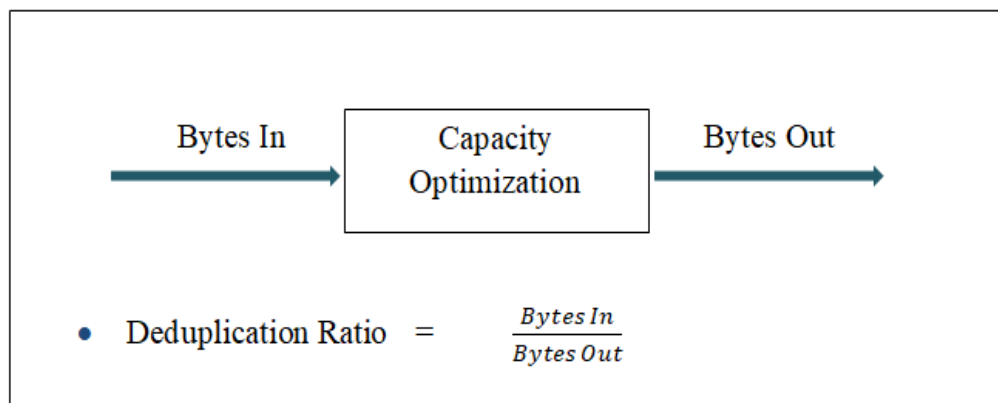 Bytes In
Capacity
Optimization
Bytes Out
• Deduplication Ratio = Bytes In
Bytes Out